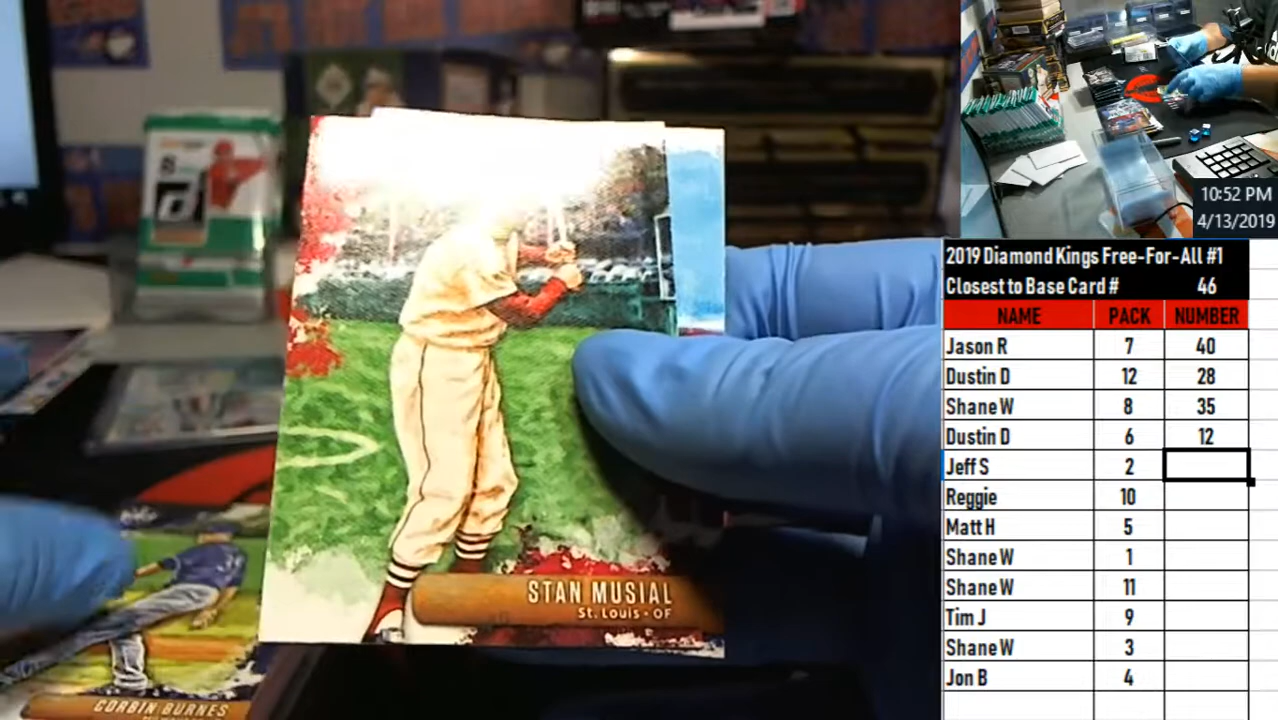 STAN MUSIAL
St. LOUIS • OF
CORBIN BURNES
10:52 PM
4/13/2019
2019 Diamond Kings Free-For-All #1
Closest to Base Card # 46
NAME PACK NUMBER
Jason R 7 40
Dustin D 12 28
Shane W 8 35
Dustin D 6 12
Jeff S 2
Reggie 10
Matt H 5
Shane W 1
Shane W 11
Tim J 9
Shane W 3
Jon B 4